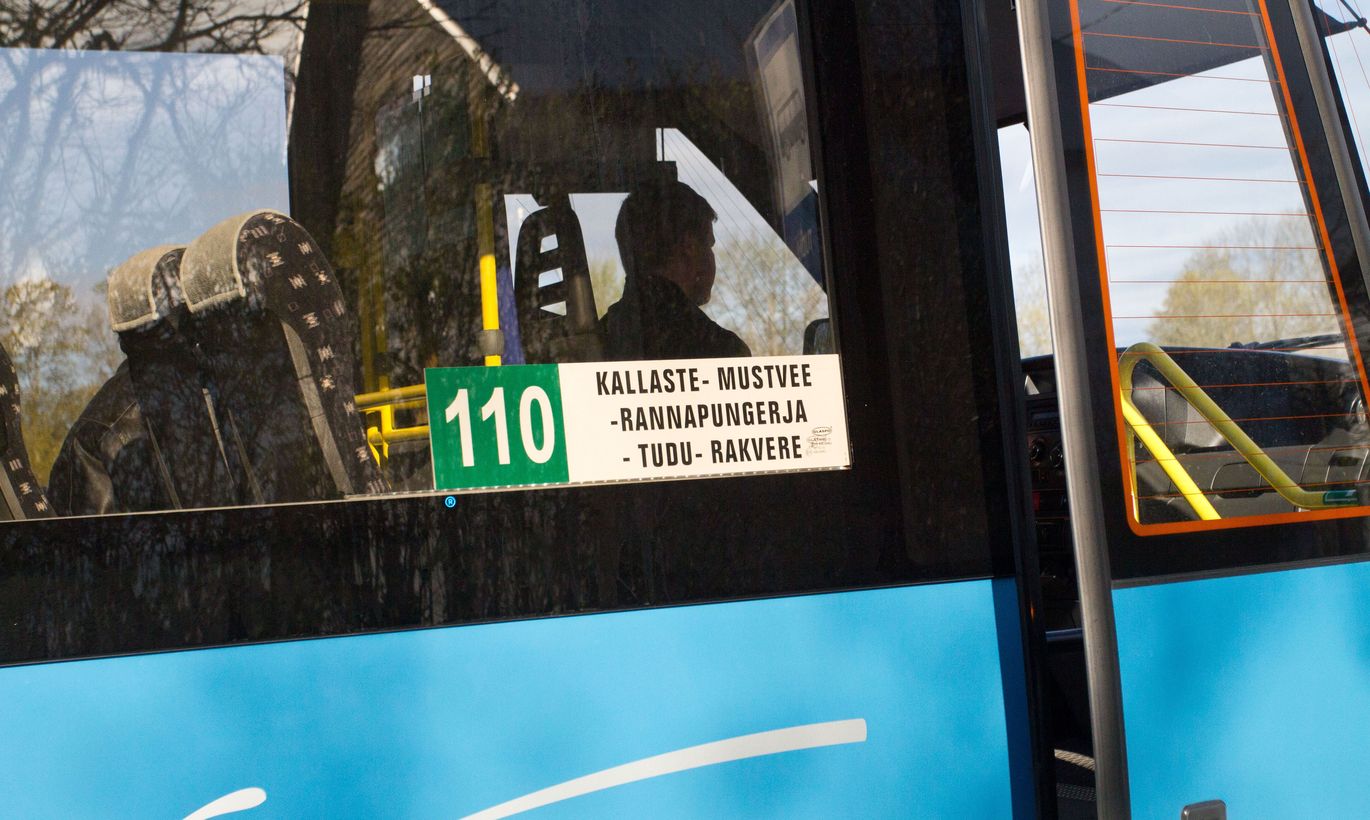 110
KALLASTE- MUSTVEE
-RANNAPUNGERJA
- TUDU- RAKVERE
®